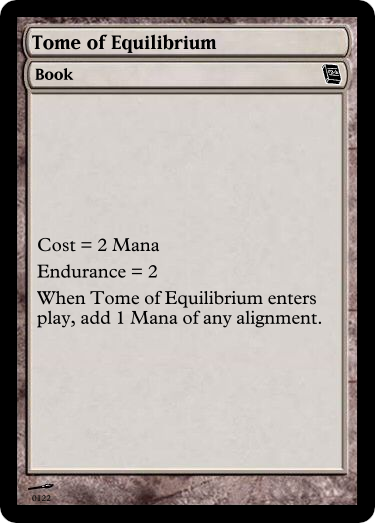 Tome of Equilibrium
Book
Cost = 2 Mana
Endurance = 2
When Tome of Equilibrium enters
play, add 1 Mana of any alignment.
0122